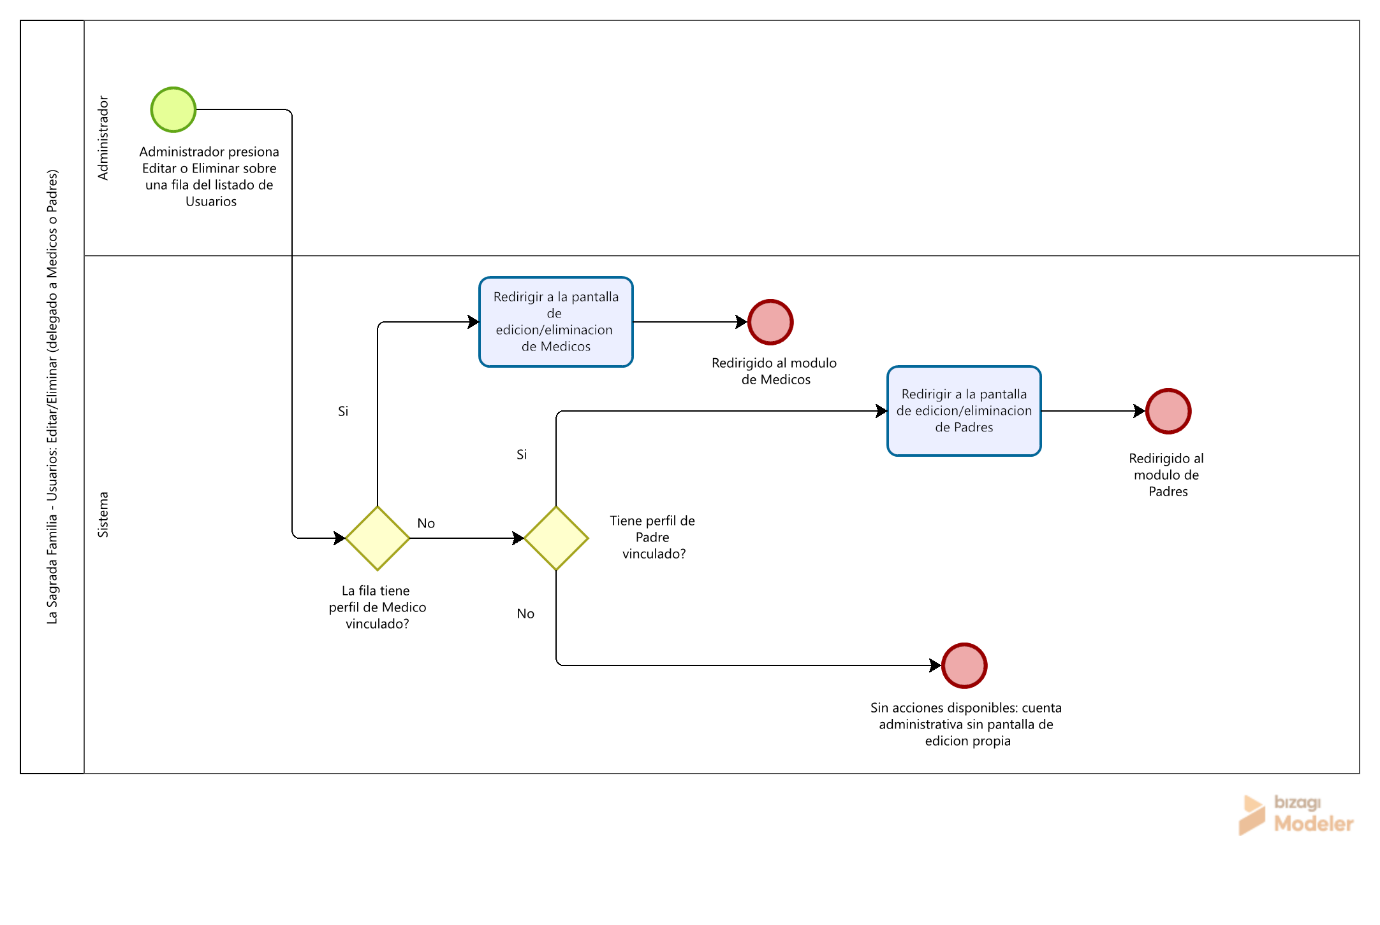 La Sagrada Familia - Usuarios: Editar/Eliminar (delegado a Medicos o Padres)
Administrador
Administrador presiona
Editar o Eliminar sobre
una fila del listado de
Usuarios
Sistema
Redirigir a la pantalla
de
edicion/eliminacion
de Medicos
Redirigido al modulo
de Medicos
Redirigir a la pantalla
de edicion/eliminacion
de Padres
Redirigido al
modulo de
Padres
Si
Si
No
Tiene perfil de
Padre
vinculado?
La fila tiene
perfil de Medico
vinculado?
No
Sin acciones disponibles: cuenta
administrativa sin pantalla de
edicion propia
bizagi
Modeler